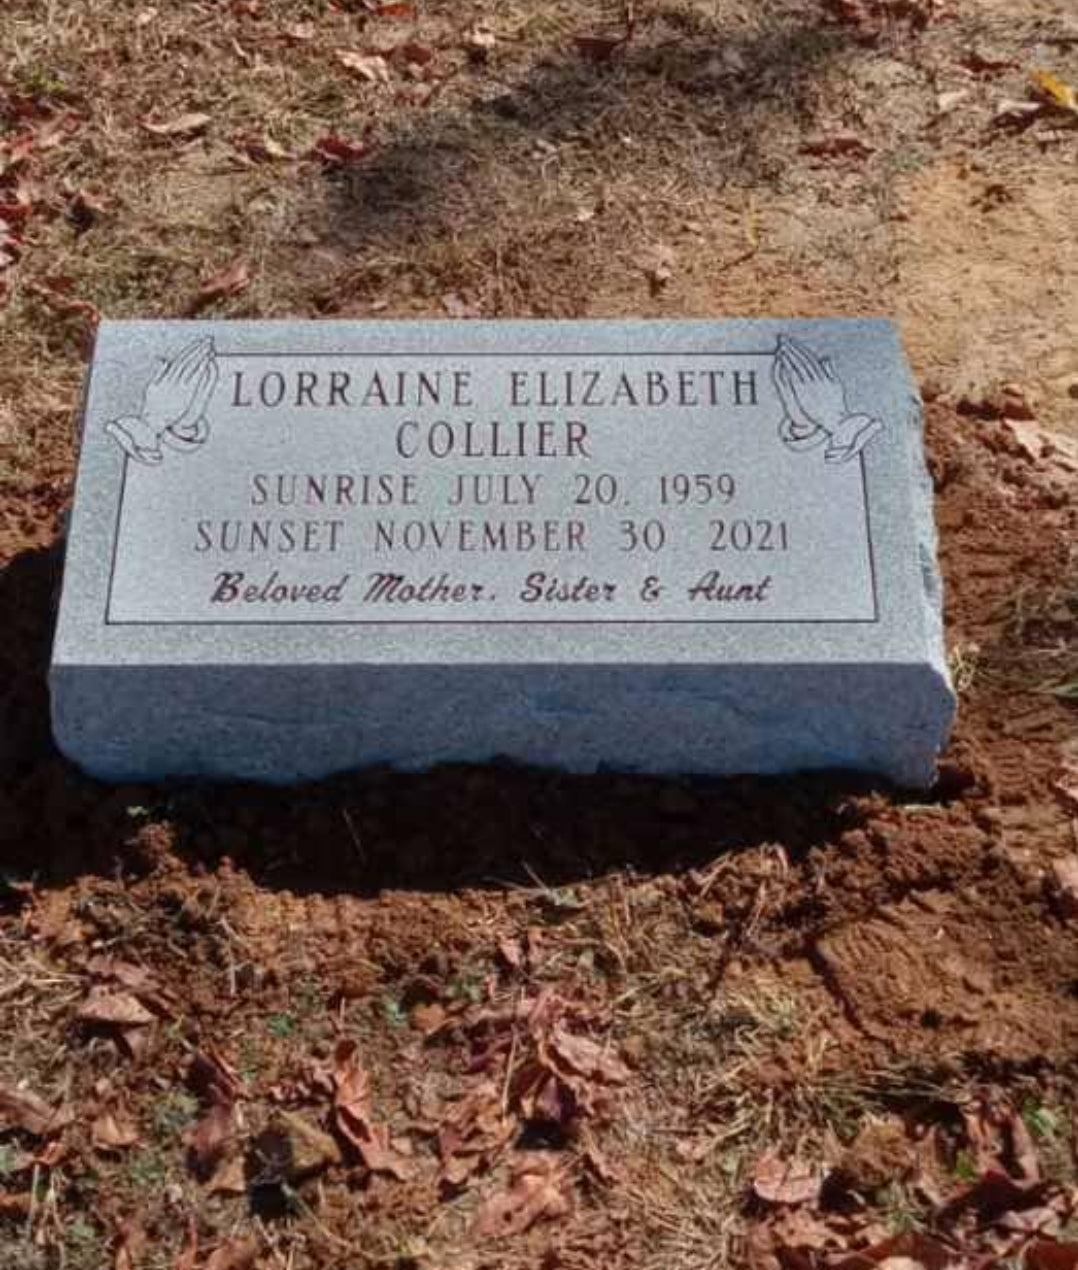 LORRAINE ELIZABETH
COLLIER
SUNRISE JULY 20, 1959
SUNSET NOVEMBER 30 2021
Beloved Mother, Sister & Aunt